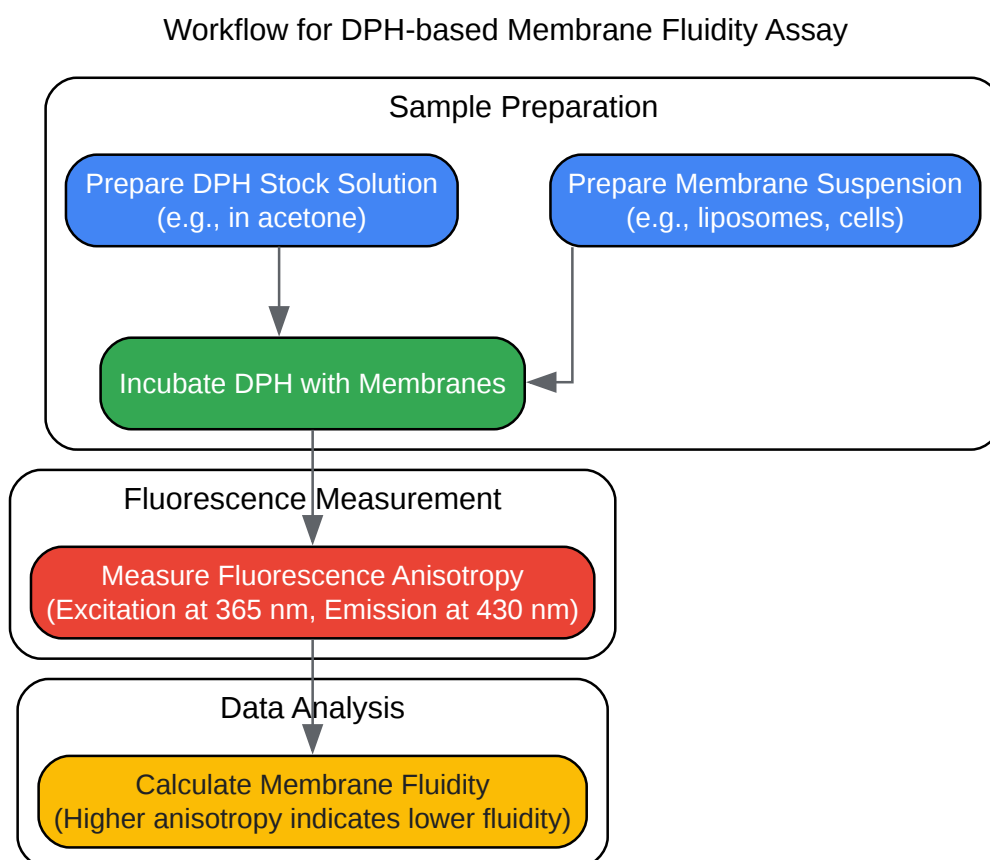 Workflow for DPH-based Membrane Fluidity Assay
Sample Preparation
Prepare DPH Stock Solution
(e.g., in acetone)
Prepare Membrane Suspension
(e.g., liposomes, cells)
Incubate DPH with Membranes
Fluorescence Measurement
Measure Fluorescence Anisotropy
(Excitation at 365 nm, Emission at 430 nm)
Data Analysis
Calculate Membrane Fluidity
(Higher anisotropy indicates lower fluidity)